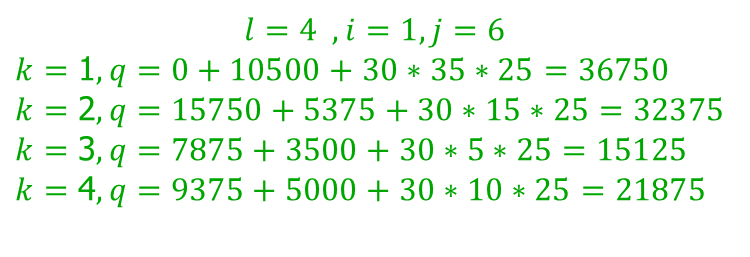 l = 4 , i = 1, j = 6
k = 1, q = 0 + 10500 + 30 ∗ 35 ∗ 25 = 36750
k = 2, q = 15750 + 5375 + 30 ∗ 15 ∗ 25 = 32375
k = 3, q = 7875 + 3500 + 30 ∗ 5 ∗ 25 = 15125
k = 4, q = 9375 + 5000 + 30 ∗ 10 ∗ 25 = 21875